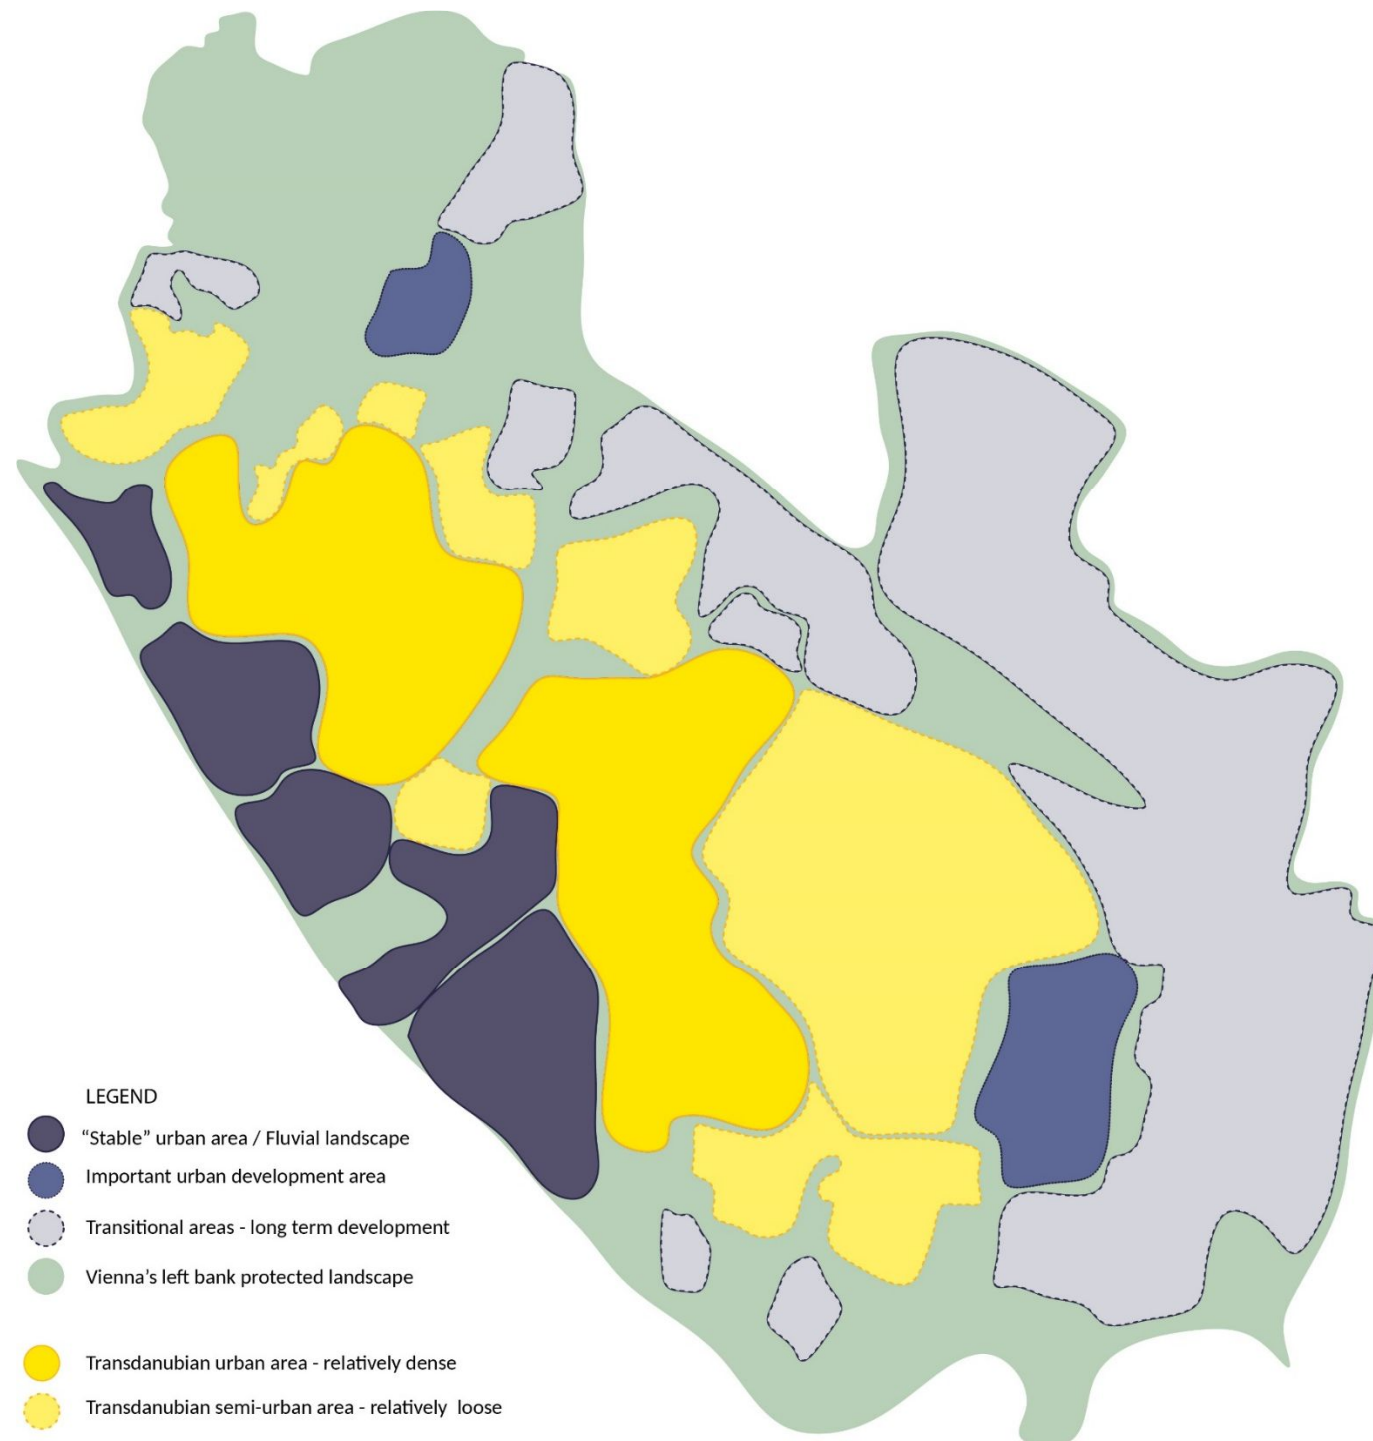 LEGEND
“Stable” urban area / Fluvial landscape
Important urban development area
Transitional areas - long term development
Vienna’s left bank protected landscape
Transdanubian urban area - relatively dense
Transdanubian semi-urban area - relatively  loose